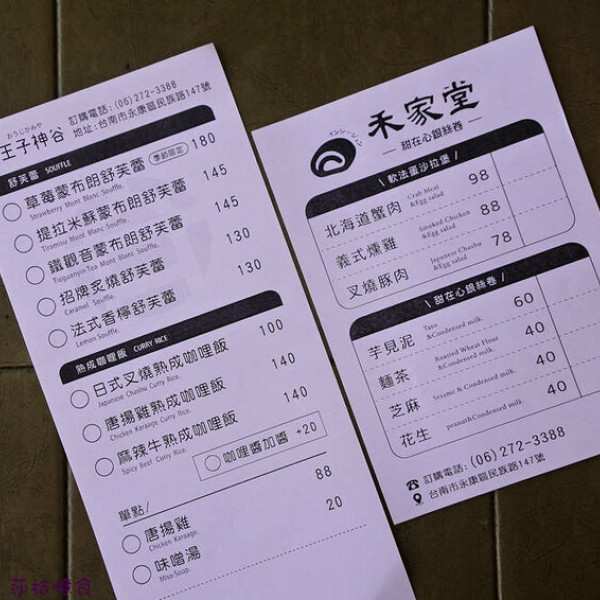 おうじかみや
王子神谷
訂購電話：(06) 272-3388
地址：台南市永康區民族路147號
舒芙蕾 SOUFFLE
草莓蒙布朗舒芙蕾 季節限定 180
Strawberry Mont Blanc Souffle.
提拉米蘇蒙布朗舒芙蕾 145
Tiramisu Mont Blanc Souffle.
鐵觀音蒙布朗舒芙蕾 145
Tieguanyin Tea Mont Blanc Souffle.
招牌炙燒舒芙蕾 130
Caramel Souffle.
法式香檸舒芙蕾 130
Lemon Souffle.
熟成咖哩飯 CURRY RICE
日式叉燒熟成咖哩飯 100
Japanese Chashu Curry Rice.
唐揚雞熟成咖哩飯 140
Chicken Karaage Curry Rice.
麻辣牛熟成咖哩飯 140
Spicy Beef Curry Rice.
咖哩醬加醬 +20
單點/
唐揚雞 88
Chicken Karaage.
味噌湯 20
Miso Soup.
禾家堂
— 甜在心銀絲卷 —
\ 軟法蛋沙拉堡 /
北海道蟹肉 Crab Meat &Egg salad 98
義式燻雞 Smoked Chicken &Egg salad 88
叉燒豚肉 Japanese Chashu &Egg salad 78
\ 甜在心銀絲卷 /
芋見泥 Taro &Condensed milk. 60
麵茶 Roasted Wheat Flour &Condensed milk. 40
芝麻 Sesame & Condensed milk. 40
花生 peanut&Condensed milk. 40
訂購電話：(06) 272-3388
台南市永康區民族路147號